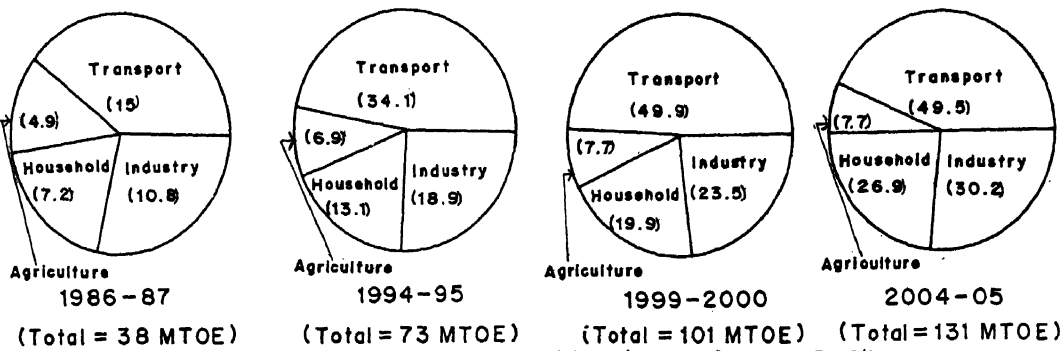 Transport
(15)
(4.9)
Household
(7.2)
Industry
(10.8)
Agriculture
1986-87
(Total = 38 MTOE)
Transport
(34.1)
(6.9)
Household
(13.1)
Industry
(18.9)
Agriculture
1994-95
(Total = 73 MTOE)
Transport
(49.9)
(7.7)
Household
(19.9)
Industry
(23.5)
Agriculture
1999-2000
(Total = 101 MTOE)
Transport
(49.5)
(7.7)
Household
(26.9)
Industry
(30.2)
Agriculture
2004-05
(Total = 131 MTOE)